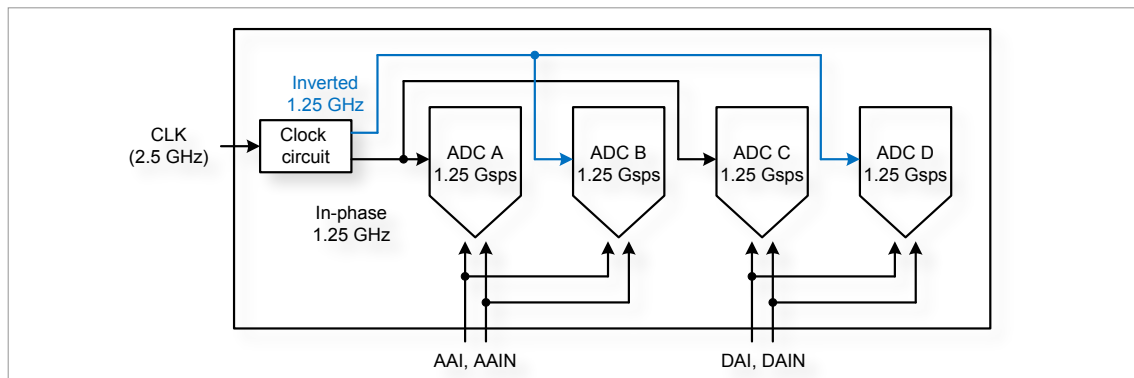 Inverted
1.25 GHz
CLK
(2.5 GHz)
Clock
circuit
ADC A
1.25 Gsps
ADC B
1.25 Gsps
ADC C
1.25 Gsps
ADC D
1.25 Gsps
In-phase
1.25 GHz
AAI, AAIN
DAI, DAIN